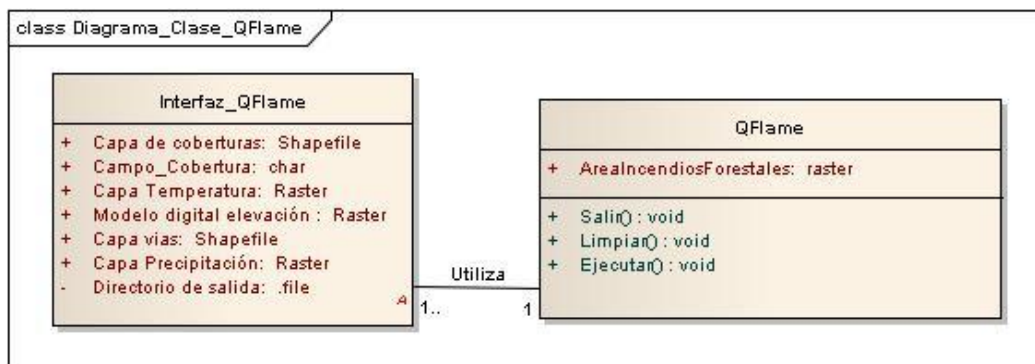 class Diagrama_Clase_QFlame
Interfaz_QFlame
+ Capa de coberturas: Shapefile
+ Campo_Cobertura: char
+ Capa Temperatura: Raster
+ Modelo digital elevación : Raster
+ Capa vias: Shapefile
+ Capa Precipitación: Raster
- Directorio de salida: .file
A
1..
Utiliza
1
QFlame
+ AreaIncendiosForestales: raster
+ Salir() : void
+ Limpiar() : void
+ Ejecutar() : void